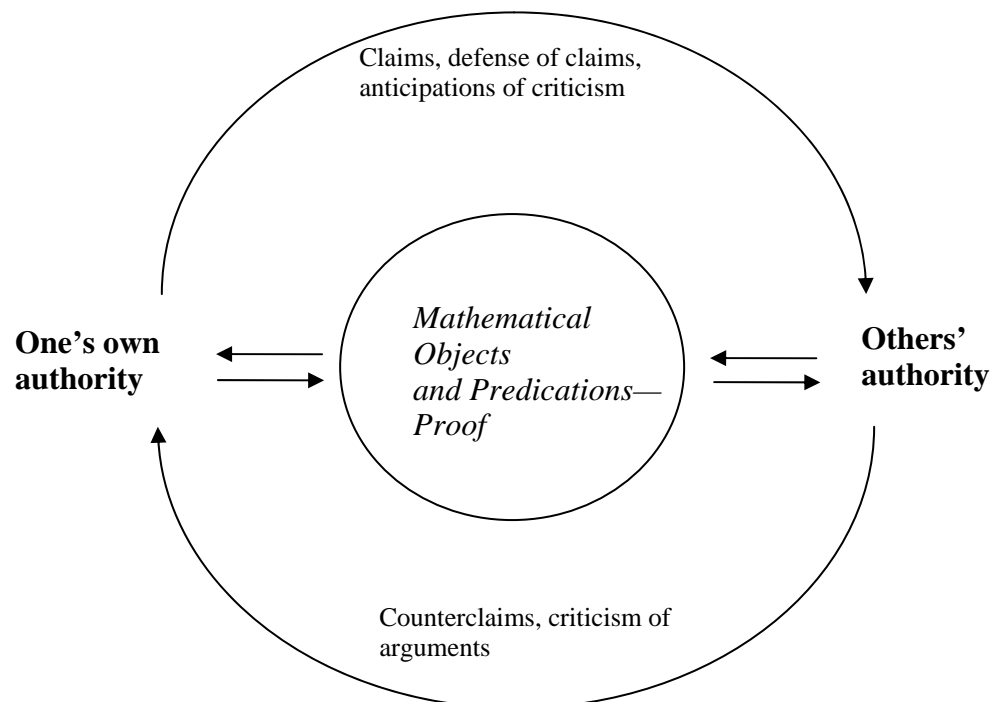 Claims, defense of claims,
anticipations of criticism
One's own
authority
Mathematical
Objects
and Predications—
Proof
Others’
authority
Counterclaims, criticism of
arguments